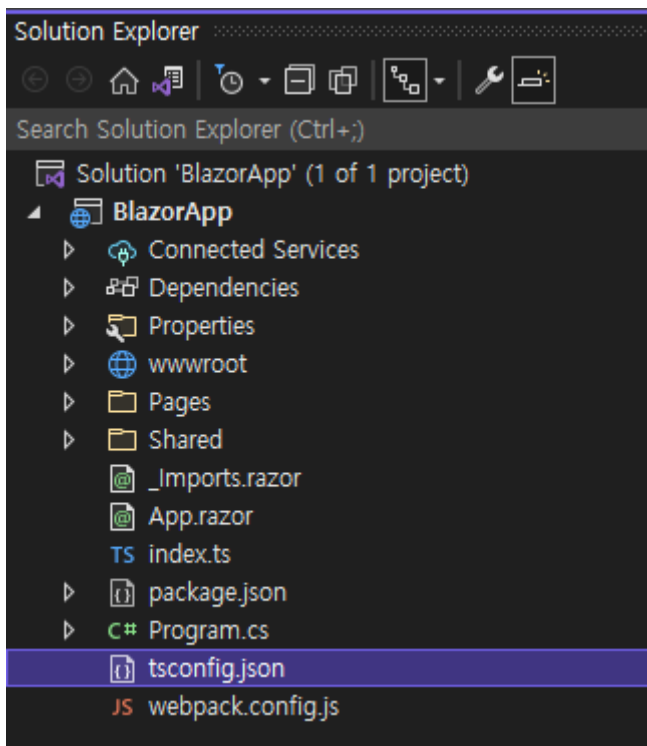 Solution Explorer
Search Solution Explorer (Ctrl+;)
Solution 'BlazorApp' (1 of 1 project)
BlazorApp
Connected Services
Dependencies
Properties
wwwroot
Pages
Shared
_Imports.razor
App.razor
TS index.ts
package.json
C# Program.cs
tsconfig.json
JS webpack.config.js